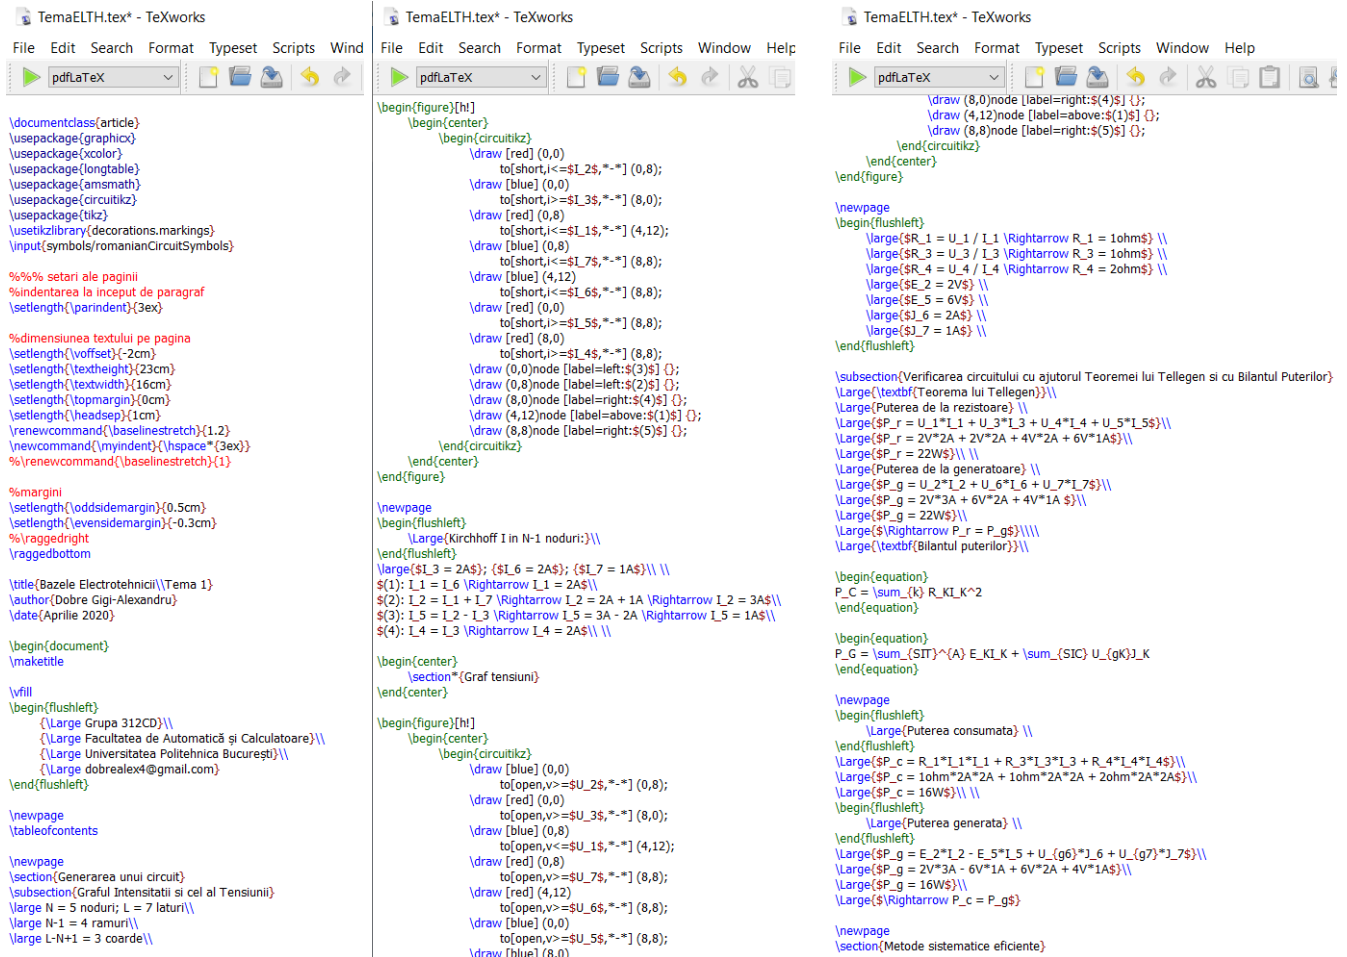 TemaELTH.tex* - TeXworks
File Edit Search Format Typeset Scripts Wind
pdfLaTeX
\documentclass{article}
\usepackage{graphicx}
\usepackage{xcolor}
\usepackage{longtable}
\usepackage{amsmath}
\usepackage{circuitikz}
\usepackage{tikz}
\usetikzlibrary{decorations.markings}
\input{symbols/romanianCircuitSymbols}
%%% setari ale paginii
%indentarea la inceput de paragraf
\setlength{\parindent}{3ex}
%dimensiunea textului pe pagina
\setlength{\voffset}{-2cm}
\setlength{\textheight}{23cm}
\setlength{\textwidth}{16cm}
\setlength{\topmargin}{0cm}
\setlength{\headsep}{1cm}
\renewcommand{\baselinestretch}{1.2}
\newcommand{\myindent}{\hspace*{3ex}}
%\renewcommand{\baselinestretch}{1}
%margini
\setlength{\oddsidemargin}{0.5cm}
\setlength{\evensidemargin}{-0.3cm}
%\raggedright
\raggedbottom
\title{Bazele Electrotehnicii\\Tema 1}
\author{Dobre Gigi-Alexandru}
\date{Aprilie 2020}
\begin{document}
\maketitle
\vfill
\begin{flushleft}
{\Large Grupa 312CD}\\
{\Large Facultatea de Automatică și Calculatoare}\\
{\Large Universitatea Politehnica București}\\
{\Large dobrealex4@gmail.com}
\end{flushleft}
\newpage
\tableofcontents
\newpage
\section{Generarea unui circuit}
\subsection{Graful Intensitatii si cel al Tensiunii}
\large N = 5 noduri; L = 7 laturi\\
\large N-1 = 4 ramuri\\
\large L-N+1 = 3 coarde\\
TemaELTH.tex* - TeXworks
File Edit Search Format Typeset Scripts Window Help
pdfLaTeX
\begin{figure}[h!]
\begin{center}
\begin{circuitikz}
\draw [red] (0,0)
to[short,i<=$I_2$,*-*] (0,8);
\draw [blue] (0,0)
to[short,i>=$I_3$,*-*] (8,0);
\draw [red] (0,8)
to[short,i<=$I_1$,*-*] (4,12);
\draw [blue] (0,8)
to[short,i<=$I_7$,*-*] (8,8);
\draw [blue] (4,12)
to[short,i<=$I_6$,*-*] (8,8);
\draw [red] (0,0)
to[short,i>=$I_5$,*-*] (8,8);
\draw [red] (8,0)
to[short,i>=$I_4$,*-*] (8,8);
\draw (0,0)node [label=left:$(3)$] {};
\draw (0,8)node [label=left:$(2)$] {};
\draw (8,0)node [label=right:$(4)$] {};
\draw (4,12)node [label=above:$(1)$] {};
\draw (8,8)node [label=right:$(5)$] {};
\end{circuitikz}
\end{center}
\end{figure}
\newpage
\begin{flushleft}
\Large{Kirchhoff I in N-1 noduri:}\\
\end{flushleft}
\large{$I_3 = 2A$}; {$I_6 = 2A$}; {$I_7 = 1A$}\\ \\
$(1): I_1 = I_6 \Rightarrow I_1 = 2A$\\
$(2): I_2 = I_1 + I_7 \Rightarrow I_2 = 2A + 1A \Rightarrow I_2 = 3A$\\
$(3): I_5 = I_2 - I_3 \Rightarrow I_5 = 3A - 2A \Rightarrow I_5 = 1A$\\
$(4): I_4 = I_3 \Rightarrow I_4 = 2A$\\ \\
\begin{center}
\section*{Graf tensiuni}
\end{center}
\begin{figure}[h!]
\begin{center}
\begin{circuitikz}
\draw [blue] (0,0)
to[open,v>=$U_2$,*-*] (0,8);
\draw [red] (0,0)
to[open,v>=$U_3$,*-*] (8,0);
\draw [blue] (0,8)
to[open,v<=$U_1$,*-*] (4,12);
\draw [red] (0,8)
to[open,v>=$U_7$,*-*] (8,8);
\draw [red] (4,12)
to[open,v>=$U_6$,*-*] (8,8);
\draw [blue] (0,0)
to[open,v>=$U_5$,*-*] (8,8);
\draw [blue] (8,0)
TemaELTH.tex* - TeXworks
File Edit Search Format Typeset Scripts Window Help
pdfLaTeX
\draw (8,0)node [label=right:$(4)$] {};
\draw (4,12)node [label=above:$(1)$] {};
\draw (8,8)node [label=right:$(5)$] {};
\end{circuitikz}
\end{center}
\end{figure}
\newpage
\begin{flushleft}
\large{$R_1 = U_1 / I_1 \Rightarrow R_1 = 1ohm$} \\
\large{$R_3 = U_3 / I_3 \Rightarrow R_3 = 1ohm$} \\
\large{$R_4 = U_4 / I_4 \Rightarrow R_4 = 2ohm$} \\
\large{$E_2 = 2V$} \\
\large{$E_5 = 6V$} \\
\large{$J_6 = 2A$} \\
\large{$J_7 = 1A$} \\
\end{flushleft}
\subsection{Verificarea circuitului cu ajutorul Teoremei lui Tellegen si cu Bilantul Puterilor}
\Large{\textbf{Teorema lui Tellegen}}\\
\Large{Puterea de la rezistoare} \\
\Large{$P_r = U_1*I_1 + U_3*I_3 + U_4*I_4 + U_5*I_5$}\\
\Large{$P_r = 2V*2A + 2V*2A + 4V*2A + 6V*1A$}\\
\Large{$P_r = 22W$}\\ \\
\Large{Puterea de la generatoare} \\
\Large{$P_g = U_2*I_2 + U_6*I_6 + U_7*I_7$}\\
\Large{$P_g = 2V*3A + 6V*2A + 4V*1A $}\\
\Large{$P_g = 22W$}\\
\Large{$\Rightarrow P_r = P_g$}\\\\
\Large{\textbf{Bilantul puterilor}}\\
\begin{equation}
P_C = \sum_{k} R_KI_K^2
\end{equation}
\begin{equation}
P_G = \sum_{SIT}^{A} E_KI_K + \sum_{SIC} U_{gK}J_K
\end{equation}
\newpage
\begin{flushleft}
\Large{Puterea consumata} \\
\end{flushleft}
\Large{$P_c = R_1*I_1*I_1 + R_3*I_3*I_3 + R_4*I_4*I_4$}\\
\Large{$P_c = 1ohm*2A*2A + 1ohm*2A*2A + 2ohm*2A*2A$}\\
\Large{$P_c = 16W$}\\ \\
\begin{flushleft}
\Large{Puterea generata} \\
\end{flushleft}
\Large{$P_g = E_2*I_2 - E_5*I_5 + U_{g6}*J_6 + U_{g7}*J_7$}\\
\Large{$P_g = 2V*3A - 6V*1A + 6V*2A + 4V*1A$}\\
\Large{$P_g = 16W$}\\
\Large{$\Rightarrow P_c = P_g$}
\newpage
\section{Metode sistematice eficiente}